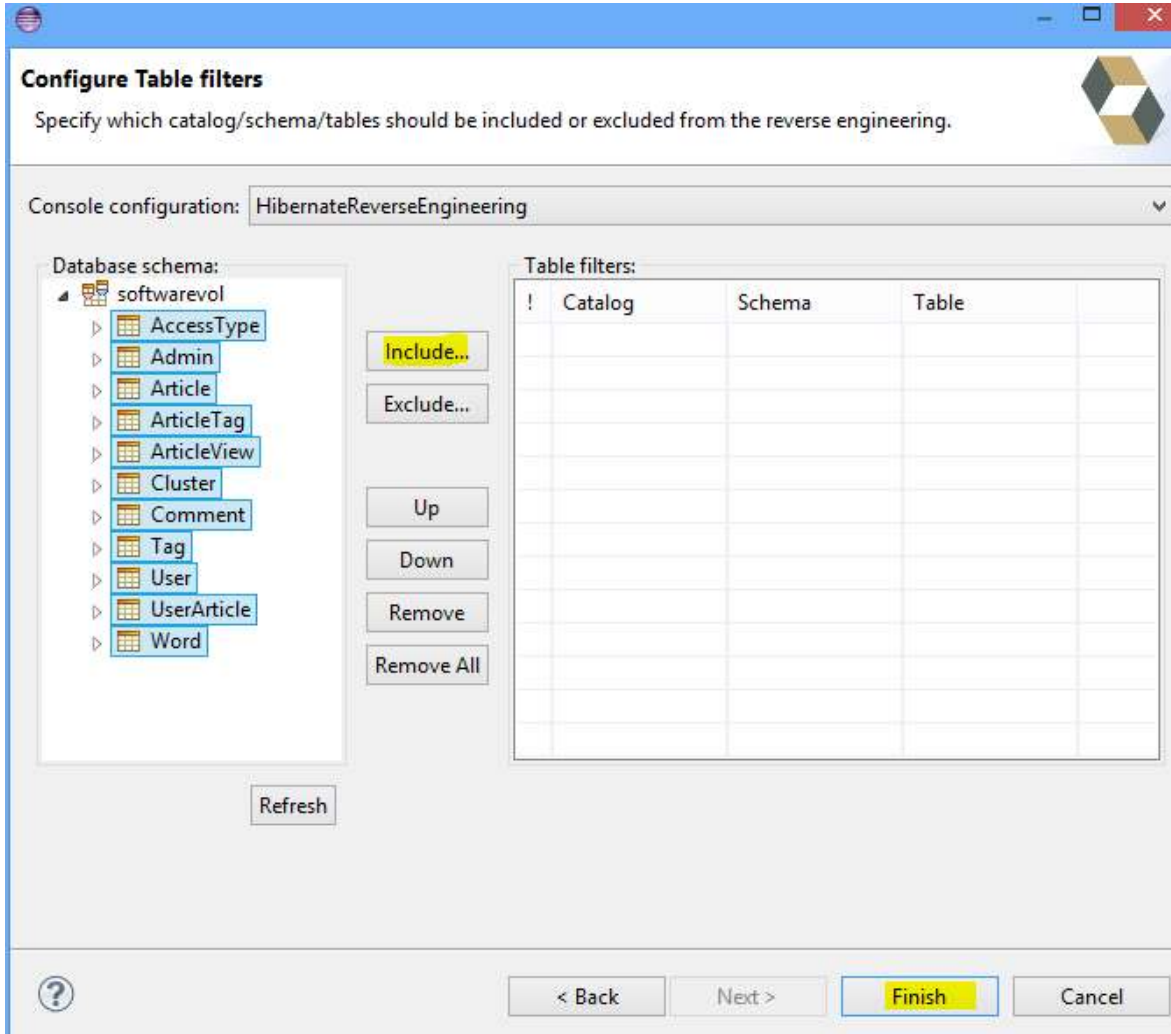 Configure Table filters
Specify which catalog/schema/tables should be included or excluded from the reverse engineering.
Console configuration: HibernateReverseEngineering
Database schema:
softwarevol
AccessType
Admin
Article
ArticleTag
ArticleView
Cluster
Comment
Tag
User
UserArticle
Word
Refresh
Include...
Exclude...
Up
Down
Remove
Remove All
Table filters:
! Catalog Schema Table
? < Back Next > Finish Cancel